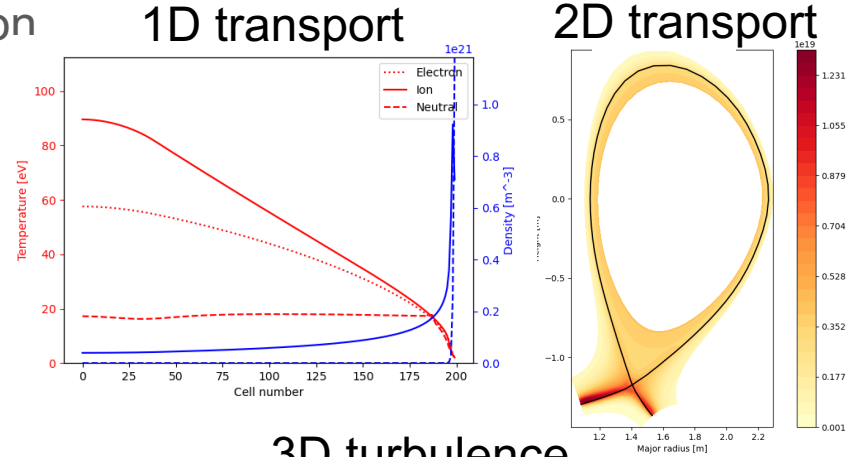 on
1D transport
2D transport
1e21
Electron
Ion
Neutral
100
80
60
40
20
0
Temperature [eV]
1.0
0.8
0.6
0.4
0.2
0.0
Density [m^-3]
0 25 50 75 100 125 150 175 200
Cell number
1e19
0.5
0.0
−0.5
−1.0
1.2 1.4 1.6 1.8 2.0 2.2
Major radius [m]
1.231
1.055
0.879
0.704
0.528
0.352
0.177
0.001
3D turbulence